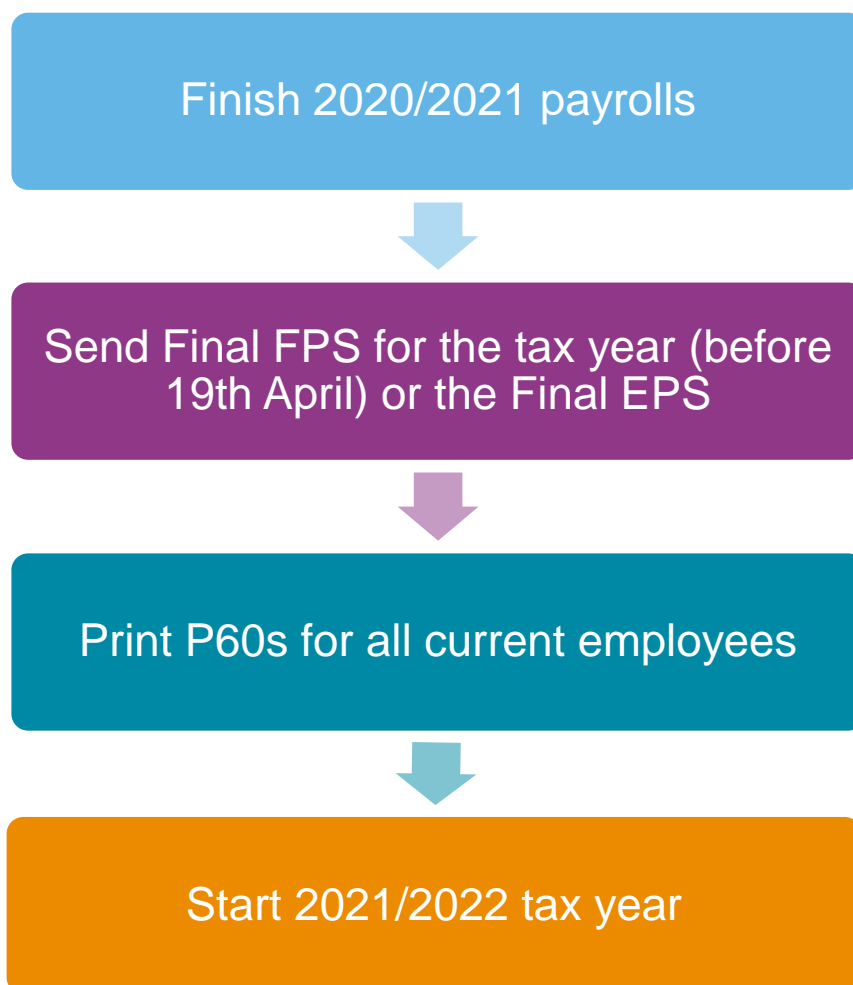 Finish 2020/2021 payrolls
Send Final FPS for the tax year (before
19th April) or the Final EPS
Print P60s for all current employees
Start 2021/2022 tax year